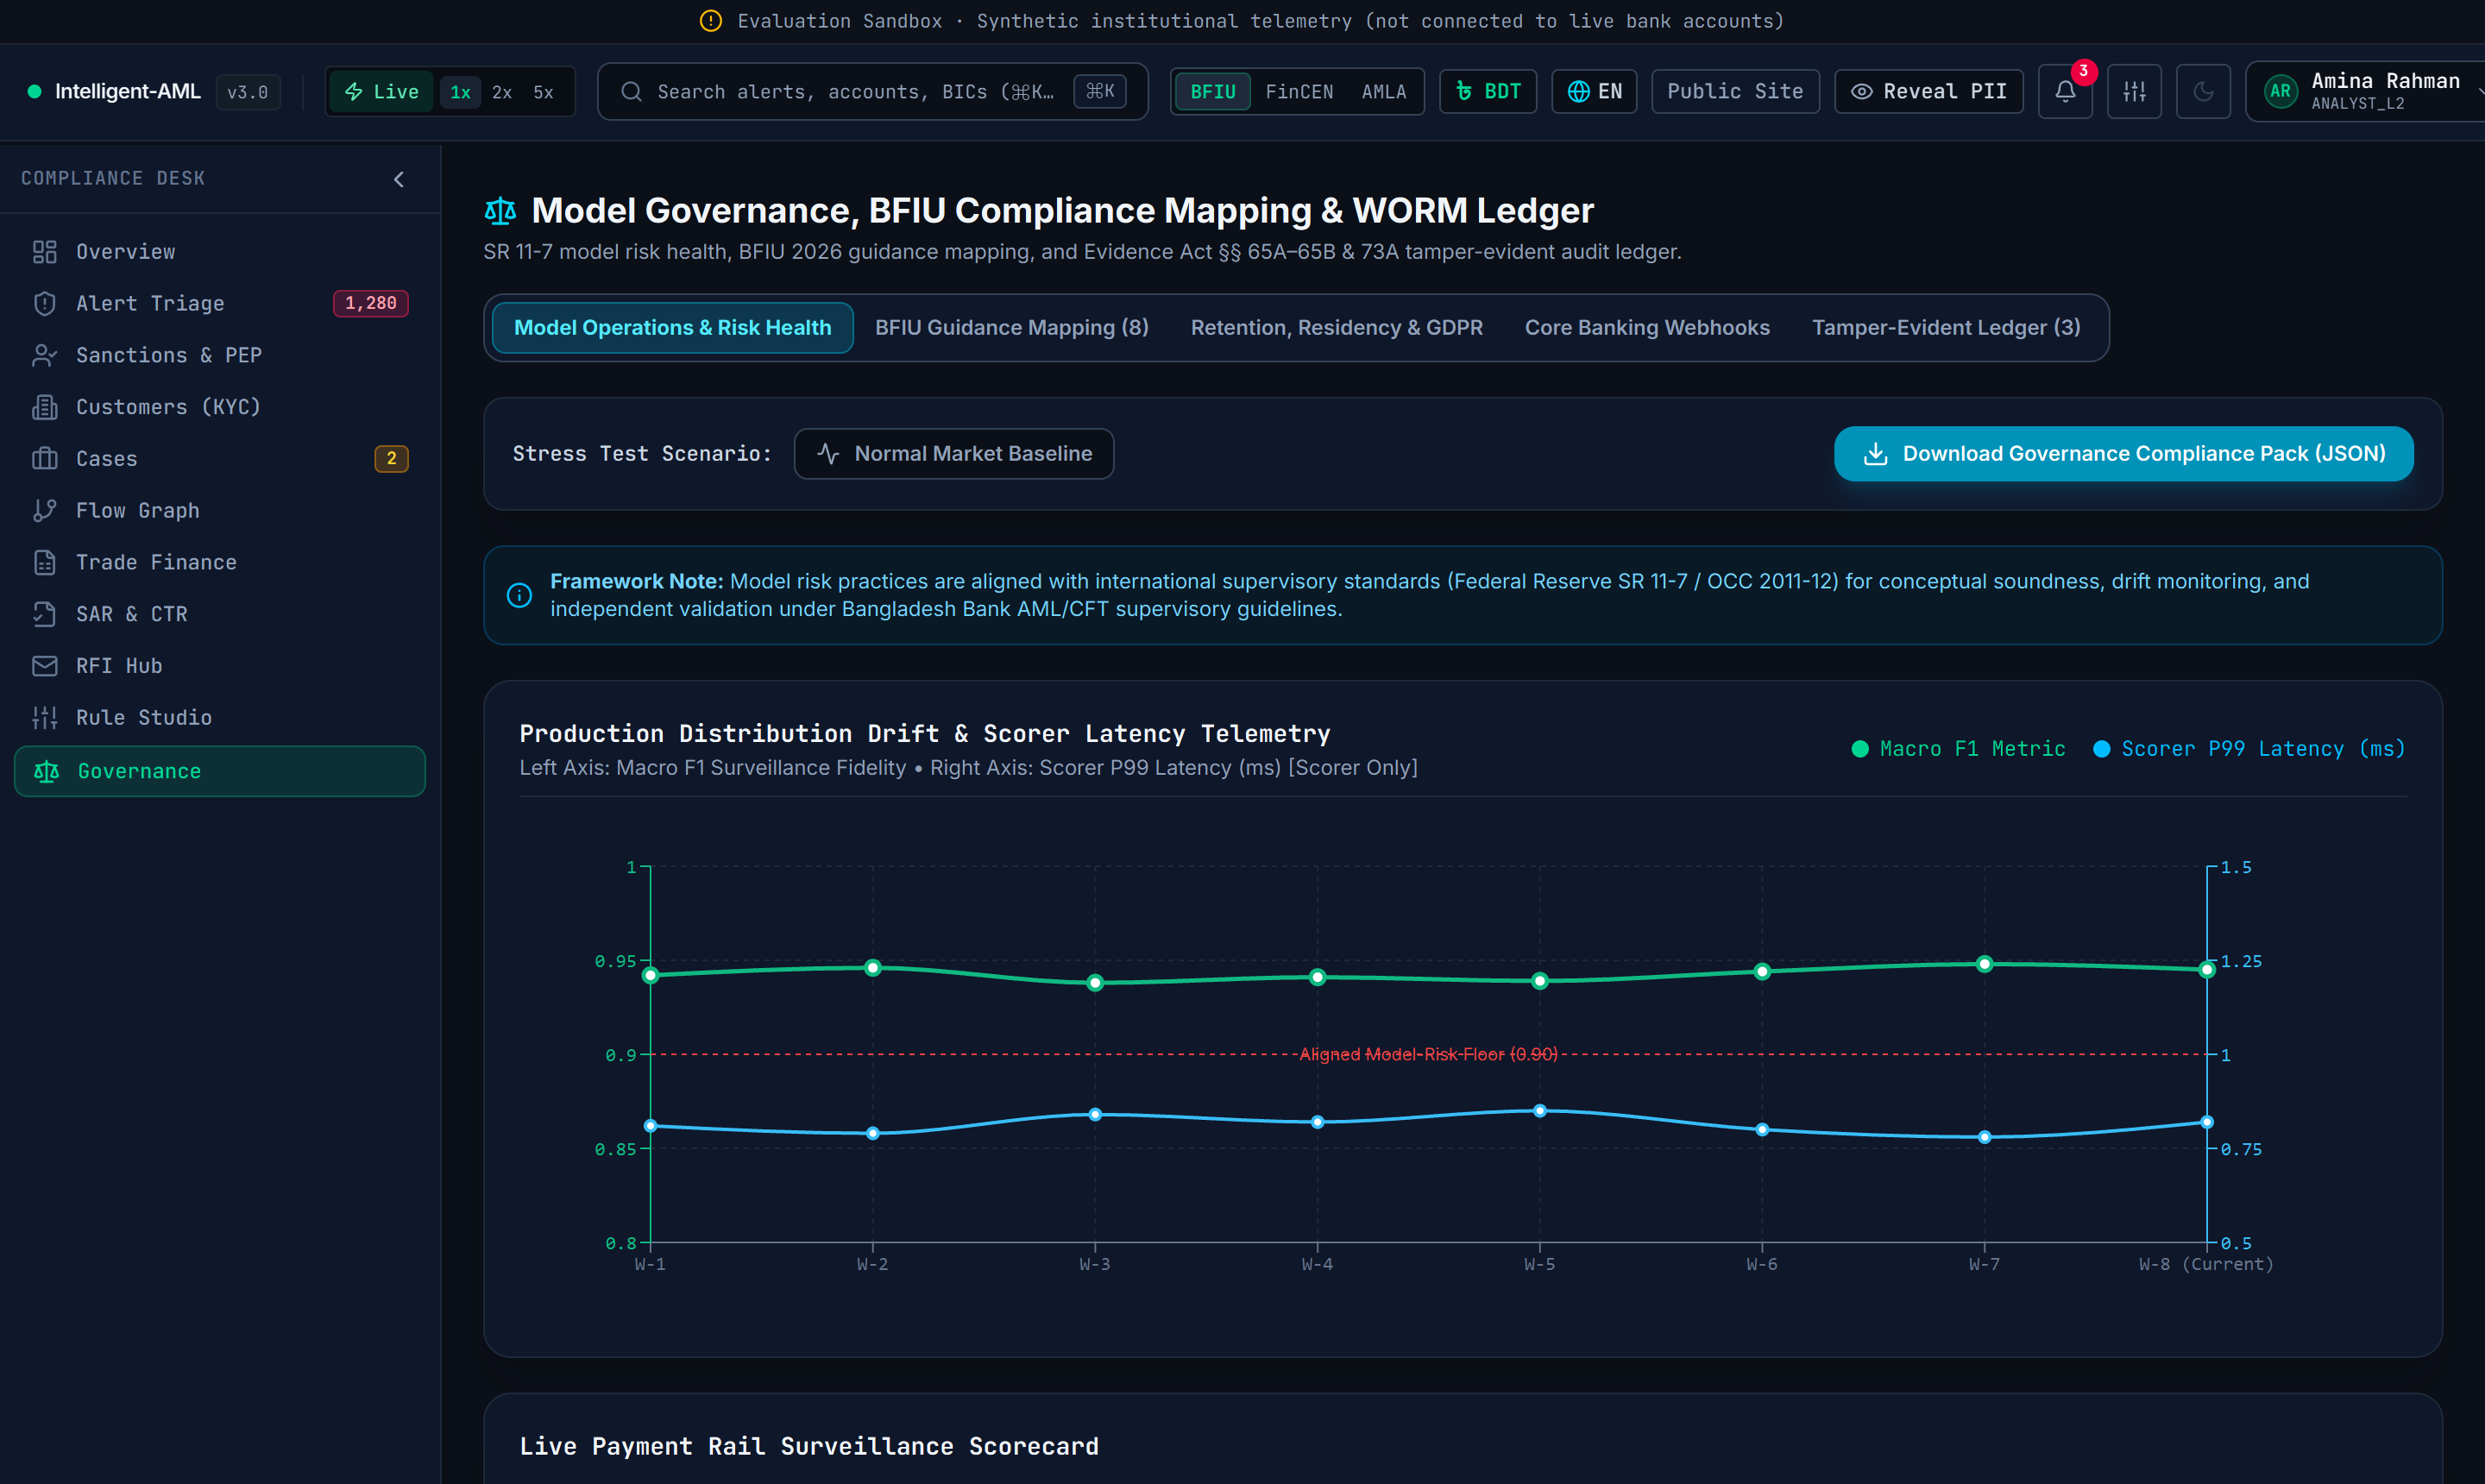 Evaluation Sandbox · Synthetic institutional telemetry (not connected to live bank accounts)
Intelligent-AML v3.0 Live 1x 2x 5x Search alerts, accounts, BICs (⌘K… ⌘K BFIU FinCEN AMLA ৳ BDT EN Public Site Reveal PII 3 AR Amina Rahman
ANALYST_L2
COMPLIANCE DESK
Overview
Alert Triage 1,280
Sanctions & PEP
Customers (KYC)
Cases 2
Flow Graph
Trade Finance
SAR & CTR
RFI Hub
Rule Studio
Governance
Model Governance, BFIU Compliance Mapping & WORM Ledger
SR 11-7 model risk health, BFIU 2026 guidance mapping, and Evidence Act §§ 65A–65B & 73A tamper-evident audit ledger.
Model Operations & Risk Health BFIU Guidance Mapping (8) Retention, Residency & GDPR Core Banking Webhooks Tamper-Evident Ledger (3)
Stress Test Scenario: Normal Market Baseline Download Governance Compliance Pack (JSON)
Framework Note: Model risk practices are aligned with international supervisory standards (Federal Reserve SR 11-7 / OCC 2011-12) for conceptual soundness, drift monitoring, and
independent validation under Bangladesh Bank AML/CFT supervisory guidelines.
Production Distribution Drift & Scorer Latency Telemetry
Left Axis: Macro F1 Surveillance Fidelity • Right Axis: Scorer P99 Latency (ms) [Scorer Only]
Macro F1 Metric Scorer P99 Latency (ms)
1 1.5
0.95 1.25
0.9 Aligned Model-Risk Floor (0.90) 1
0.85 0.75
0.8 0.5
W-1 W-2 W-3 W-4 W-5 W-6 W-7 W-8 (Current)
Live Payment Rail Surveillance Scorecard